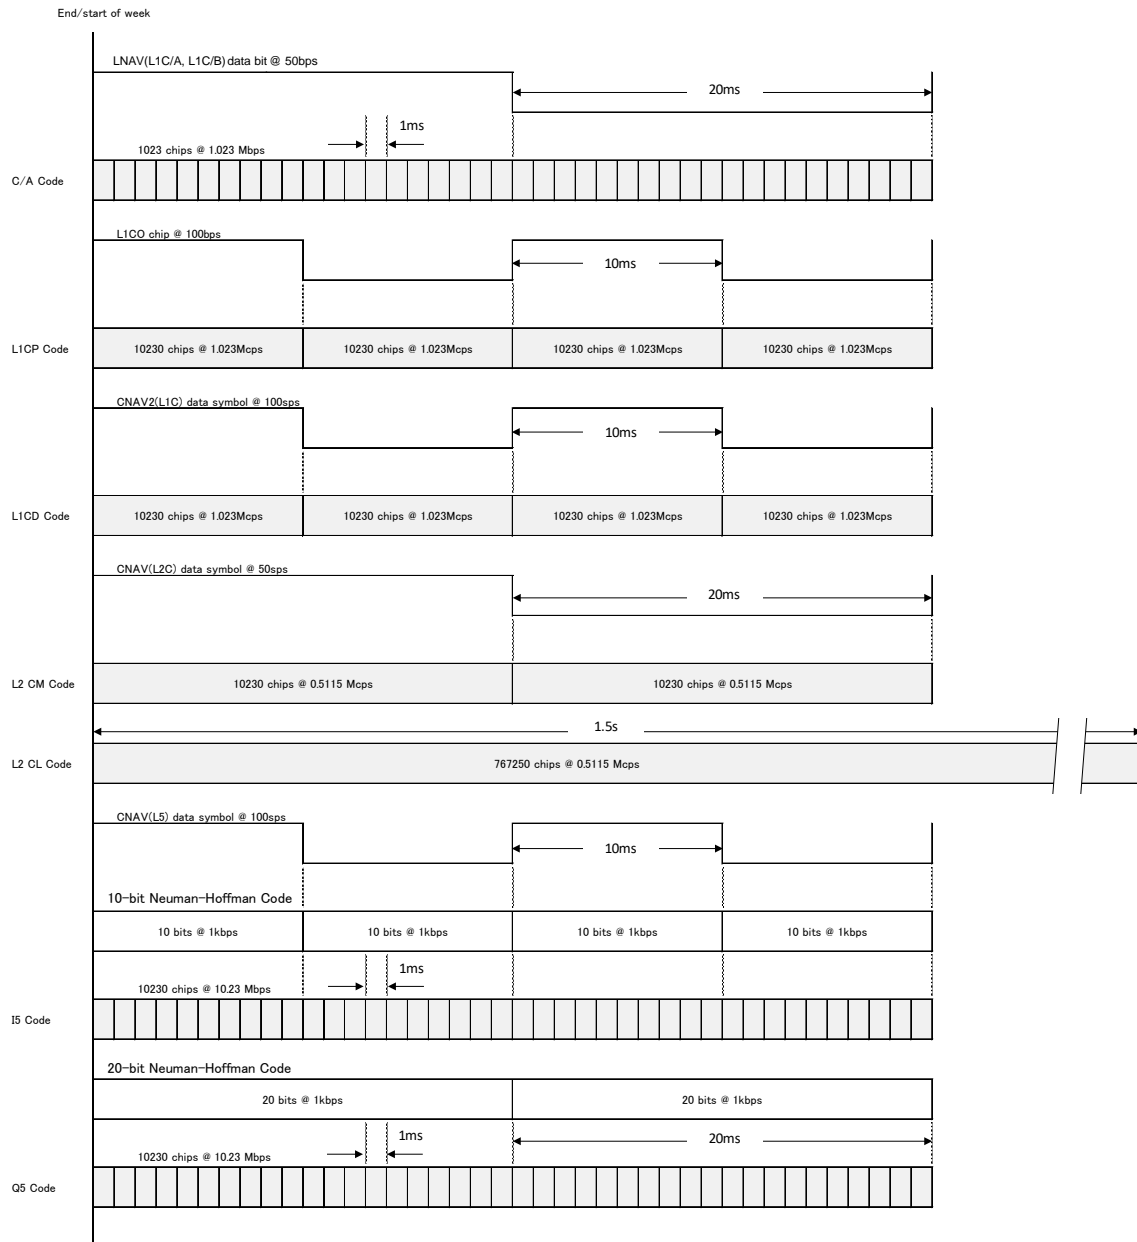 End/start of week
LNAV(L1C/A, L1C/B) data bit @ 50bps
20ms
1ms
1023 chips @ 1.023 Mbps
C/A Code
L1CO chip @ 100bps
10ms
L1CP Code
10230 chips @ 1.023Mcps 10230 chips @ 1.023Mcps 10230 chips @ 1.023Mcps 10230 chips @ 1.023Mcps
CNAV2(L1C) data symbol @ 100sps
10ms
L1CD Code
10230 chips @ 1.023Mcps 10230 chips @ 1.023Mcps 10230 chips @ 1.023Mcps 10230 chips @ 1.023Mcps
CNAV(L2C) data symbol @ 50sps
20ms
L2 CM Code
10230 chips @ 0.5115 Mcps 10230 chips @ 0.5115 Mcps
1.5s
L2 CL Code
767250 chips @ 0.5115 Mcps
CNAV(L5) data symbol @ 100sps
10ms
10-bit Neuman-Hoffman Code
10 bits @ 1kbps 10 bits @ 1kbps 10 bits @ 1kbps 10 bits @ 1kbps
1ms
10230 chips @ 10.23 Mbps
I5 Code
20-bit Neuman-Hoffman Code
20 bits @ 1kbps 20 bits @ 1kbps
1ms
20ms
10230 chips @ 10.23 Mbps
Q5 Code